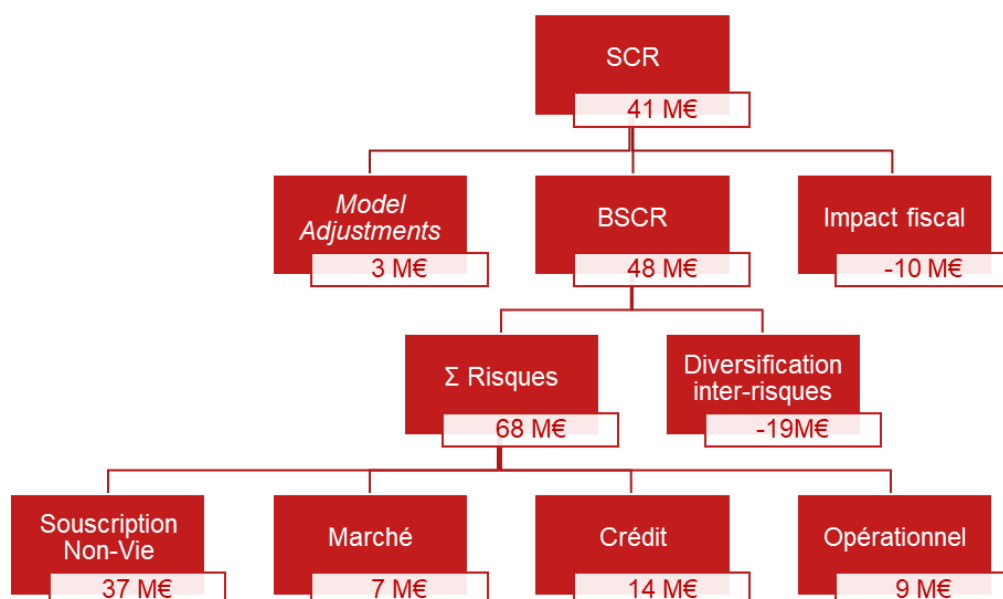 SCR
41 M€
Model
Adjustments
3 M€
BSCR
48 M€
Impact fiscal
-10 M€
Σ Risques
68 M€
Diversification
inter-risques
-19M€
Souscription
Non-Vie
37 M€
Marché
7 M€
Crédit
14 M€
Opérationnel
9 M€